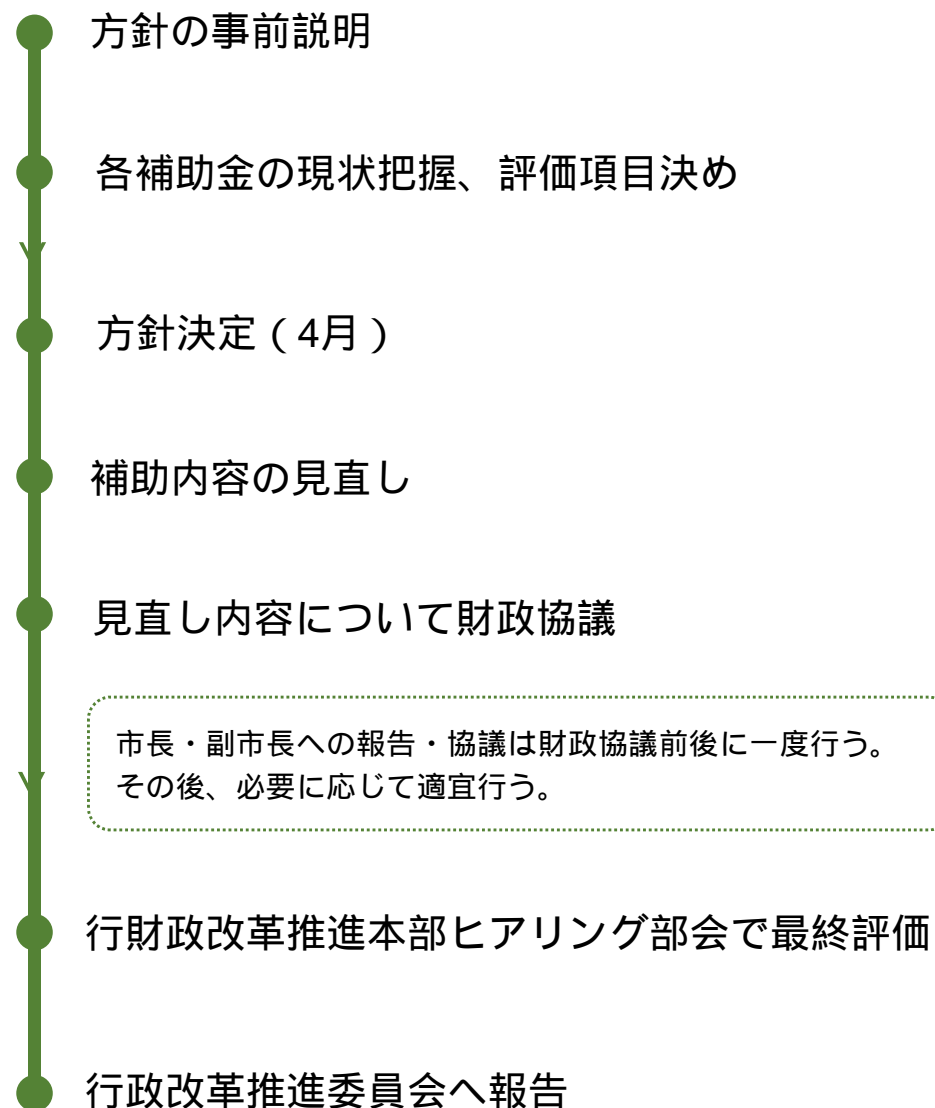 方針の事前説明
各補助金の現状把握、評価項目決め
方針決定（4月）
補助内容の見直し
見直し内容について財政協議
市長・副市長への報告・協議は財政協議前後に一度行う。
その後、必要に応じて適宜行う。
行財政改革推進本部ヒアリング部会で最終評価
行政改革推進委員会へ報告